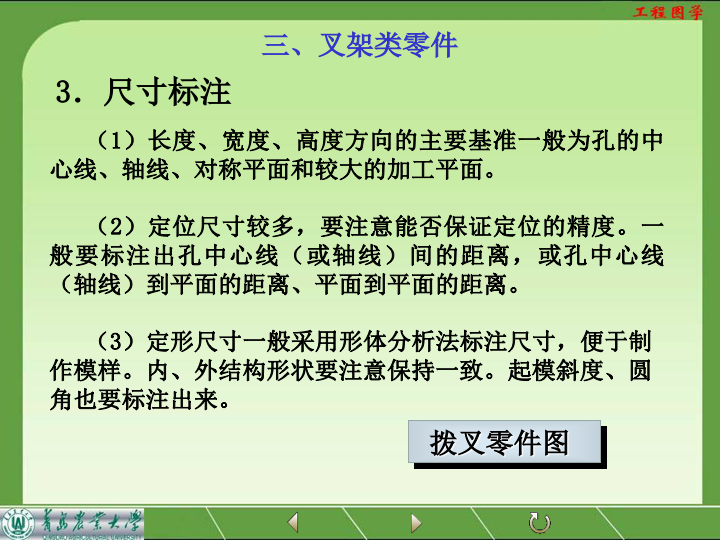 工程图学
三、叉架类零件
3．尺寸标注
（1）长度、宽度、高度方向的主要基准一般为孔的中
心线、轴线、对称平面和较大的加工平面。
（2）定位尺寸较多，要注意能否保证定位的精度。一
般要标注出孔中心线（或轴线）间的距离，或孔中心线
（轴线）到平面的距离、平面到平面的距离。
（3）定形尺寸一般采用形体分析法标注尺寸，便于制
作模样。内、外结构形状要注意保持一致。起模斜度、圆
角也要标注出来。
拨叉零件图
青岛农业大学